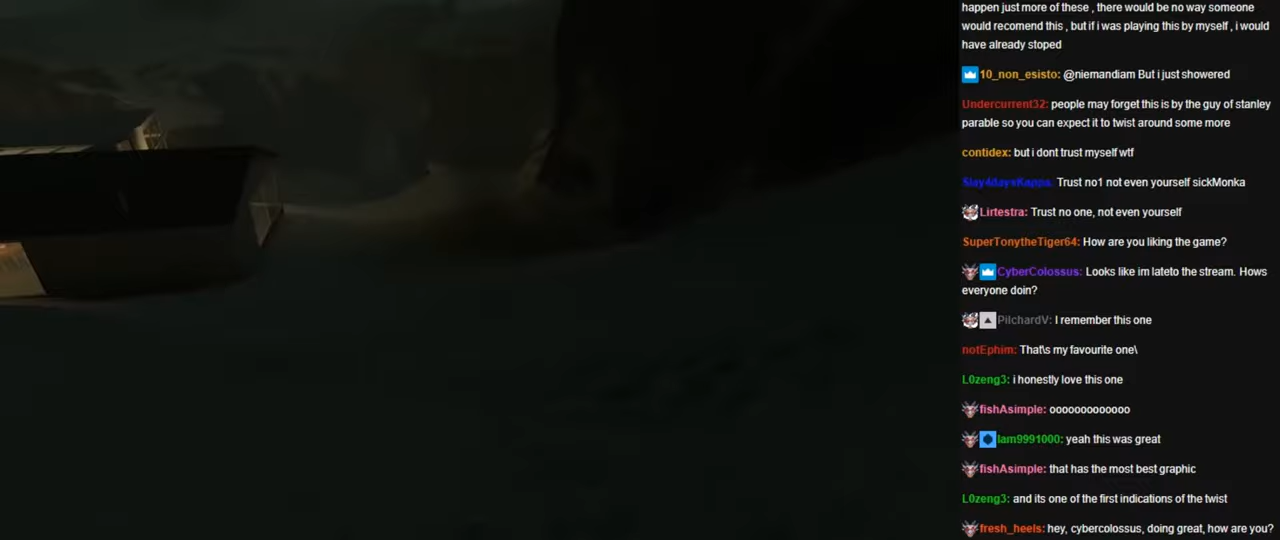 happen just more of these , there would be no way someone
would recomend this , but if i was playing this by myself , i would
have already stoped
10_non_esisto: @niemandiam But i just showered
Undercurrent32: people may forget this is by the guy of stanley
parable so you can expect it to twist around some more
contidex: but i dont trust myself wtf
Slay4daysKappa: Trust no1 not even yourself sickMonka
Lirtestra: Trust no one, not even yourself
SuperTonytheTiger64: How are you liking the game?
CyberColossus: Looks like im lateto the stream. Hows
everyone doin?
PilchardV: I remember this one
notEphim: That\s my favourite one\
L0zeng3: i honestly love this one
fishAsimple: ooooooooooooo
Iam9991000: yeah this was great
fishAsimple: that has the most best graphic
L0zeng3: and its one of the first indications of the twist
fresh_heels: hey, cybercolossus, doing great, how are you?